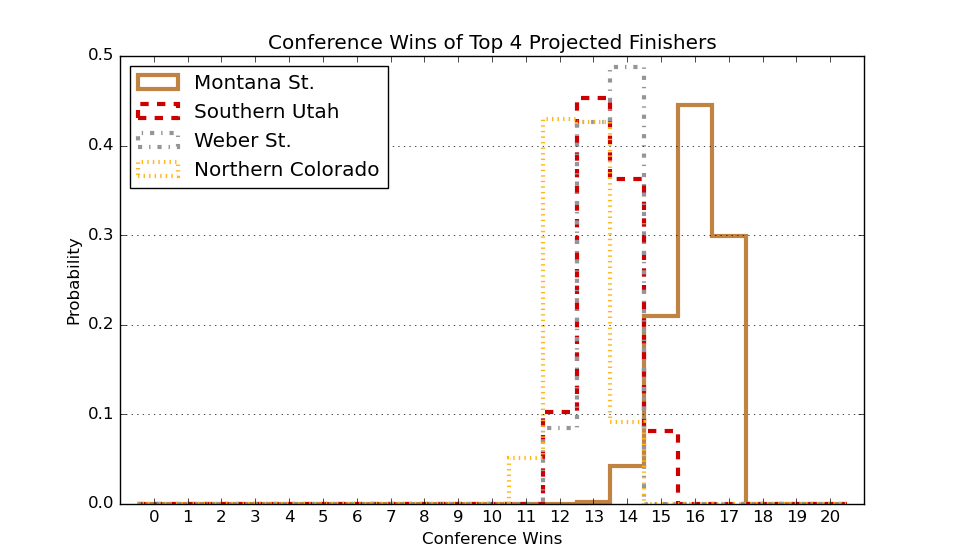 Conference Wins of Top 4 Projected Finishers
Montana St.
Southern Utah
Weber St.
Northern Colorado
Probability
0.5
0.4
0.3
0.2
0.1
0.0
0 1 2 3 4 5 6 7 8 9 10 11 12 13 14 15 16 17 18 19 20
Conference Wins